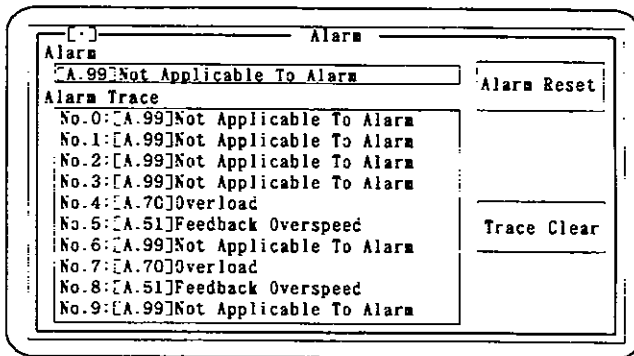 [·] Alarm
Alarm
[A.99]Not Applicable To Alarm
Alarm Reset
Alarm Trace
No.0:[A.99]Not Applicable To Alarm
No.1:[A.99]Not Applicable To Alarm
No.2:[A.99]Not Applicable To Alarm
No.3:[A.99]Not Applicable To Alarm
No.4:[A.70]Overload
No.5:[A.51]Feedback Overspeed
No.6:[A.99]Not Applicable To Alarm
No.7:[A.70]Overload
No.8:[A.51]Feedback Overspeed
No.9:[A.99]Not Applicable To Alarm
Trace Clear